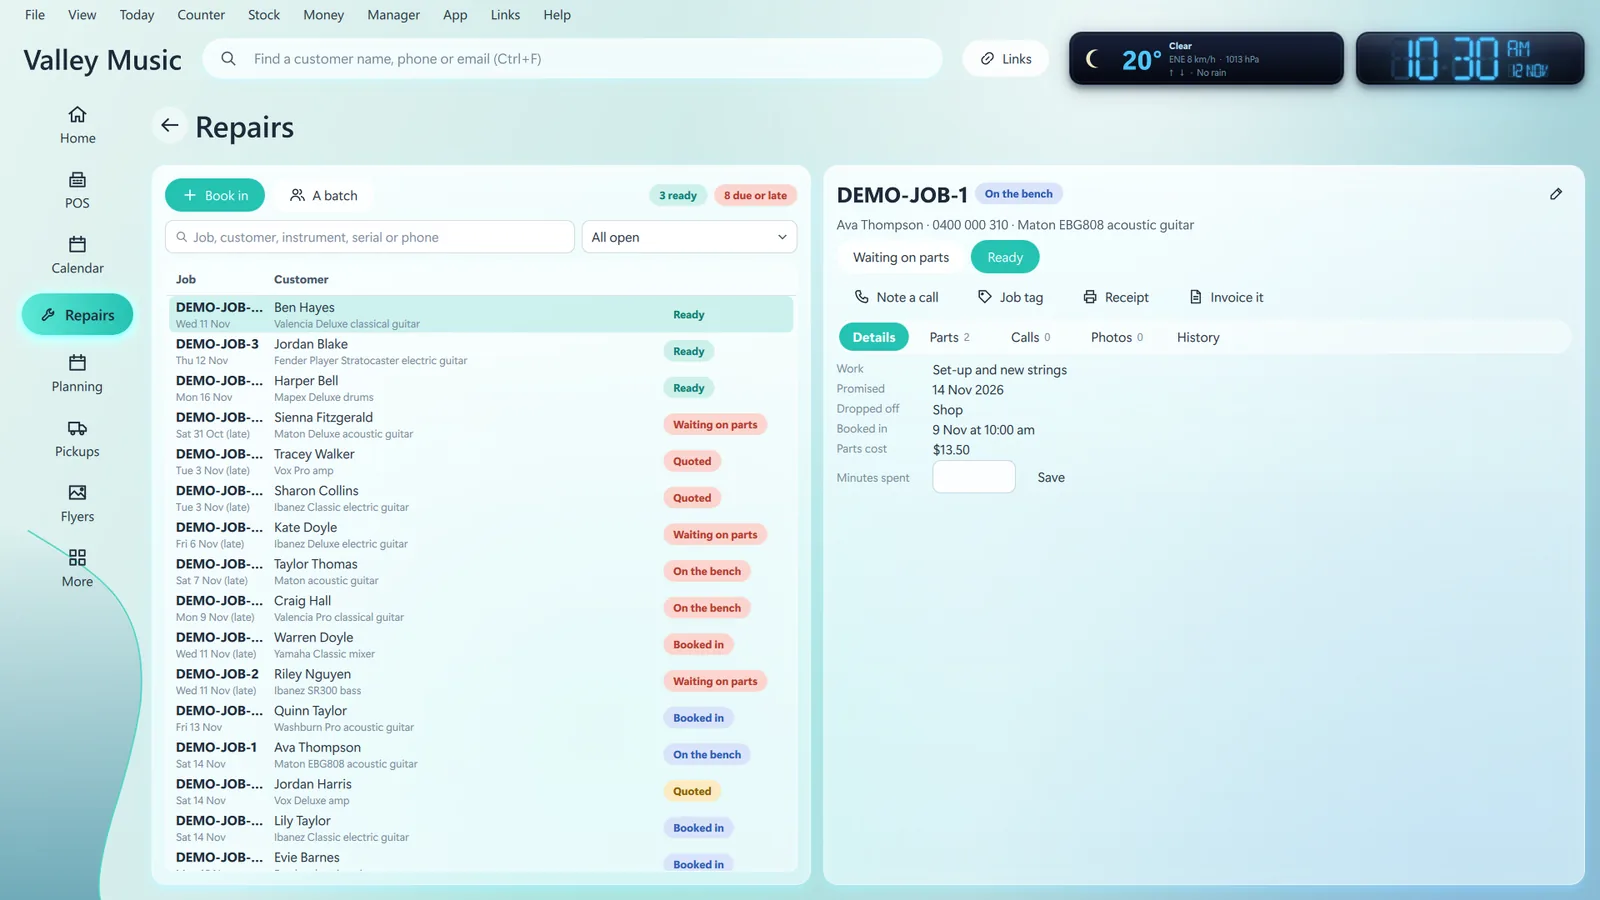 File View Today Counter Stock Money Manager App Links Help
Valley Music
Find a customer name, phone or email (Ctrl+F)
Links
20°
Clear
ENE 8 km/h · 1013 hPa
↑ ↓ · No rain
10:30 AM
12 NOV
Home
POS
Calendar
Repairs
Planning
Pickups
Flyers
More
← Repairs
+ Book in
A batch
3 ready
8 due or late
Job, customer, instrument, serial or phone
All open
Job Customer
DEMO-JOB-... Ben Hayes
Wed 11 Nov Valencia Deluxe classical guitar
Ready
DEMO-JOB-3 Jordan Blake
Thu 12 Nov Fender Player Stratocaster electric guitar
Ready
DEMO-JOB-... Harper Bell
Mon 16 Nov Mapex Deluxe drums
Ready
DEMO-JOB-... Sienna Fitzgerald
Sat 31 Oct (late) Maton Deluxe acoustic guitar
Waiting on parts
DEMO-JOB-... Tracey Walker
Tue 3 Nov (late) Vox Pro amp
Quoted
DEMO-JOB-... Sharon Collins
Tue 3 Nov (late) Ibanez Classic electric guitar
Quoted
DEMO-JOB-... Kate Doyle
Fri 6 Nov (late) Ibanez Deluxe electric guitar
Waiting on parts
DEMO-JOB-... Taylor Thomas
Sat 7 Nov (late) Maton acoustic guitar
On the bench
DEMO-JOB-... Craig Hall
Mon 9 Nov (late) Valencia Pro classical guitar
On the bench
DEMO-JOB-... Warren Doyle
Wed 11 Nov (late) Yamaha Classic mixer
Booked in
DEMO-JOB-2 Riley Nguyen
Wed 11 Nov (late) Ibanez SR300 bass
Waiting on parts
DEMO-JOB-... Quinn Taylor
Fri 13 Nov Washburn Pro acoustic guitar
Booked in
DEMO-JOB-1 Ava Thompson
Sat 14 Nov Maton EBG808 acoustic guitar
On the bench
DEMO-JOB-... Jordan Harris
Sat 14 Nov Vox Deluxe amp
Quoted
DEMO-JOB-... Lily Taylor
Sat 14 Nov Ibanez Classic electric guitar
Booked in
DEMO-JOB-... Evie Barnes
Booked in
DEMO-JOB-1 On the bench
Ava Thompson · 0400 000 310 · Maton EBG808 acoustic guitar
Waiting on parts Ready
Note a call Job tag Receipt Invoice it
Details Parts 2 Calls 0 Photos 0 History
Work Set-up and new strings
Promised 14 Nov 2026
Dropped off Shop
Booked in 9 Nov at 10:00 am
Parts cost $13.50
Minutes spent Save